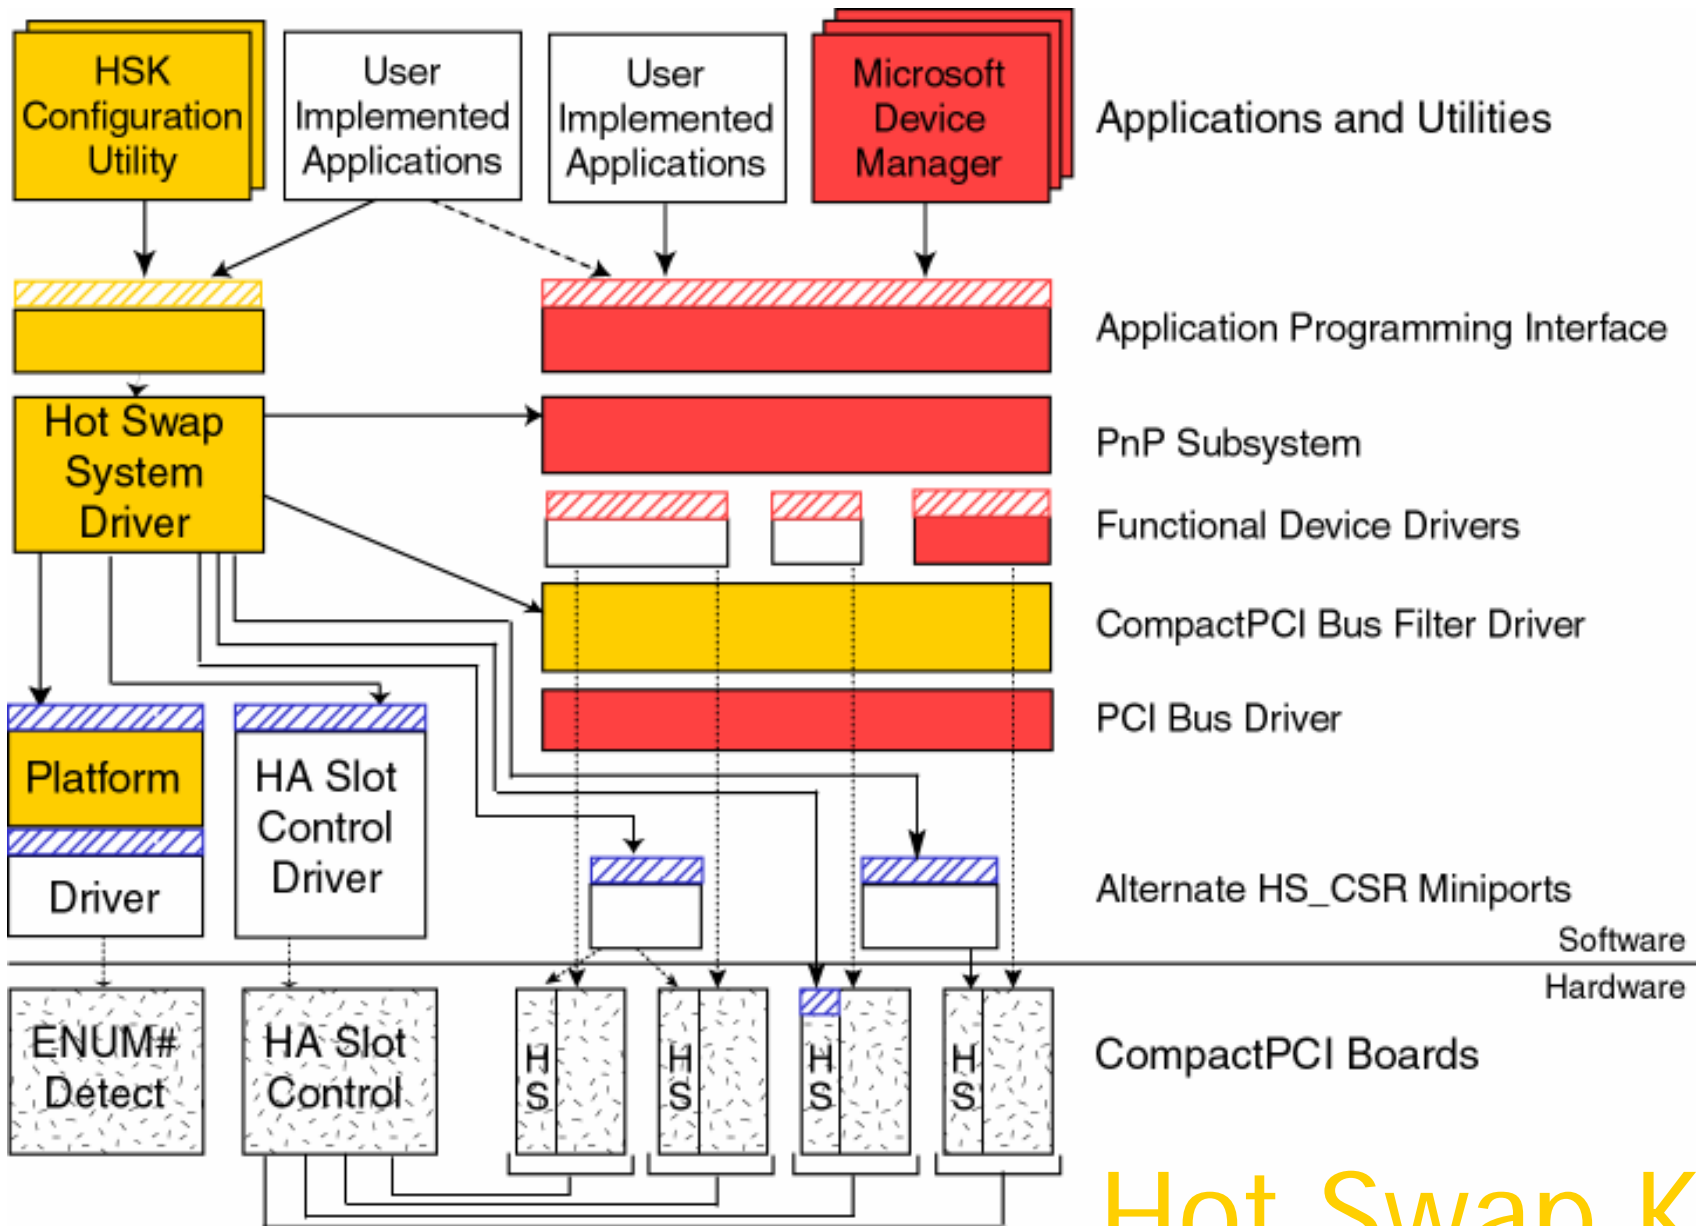 HSK
Configuration
Utility
User
Implemented
Applications
User
Implemented
Applications
Microsoft
Device
Manager
Applications and Utilities
Application Programming Interface
Hot Swap
System
Driver
PnP Subsystem
Functional Device Drivers
CompactPCI Bus Filter Driver
PCI Bus Driver
Platform
Driver
HA Slot
Control
Driver
Alternate HS_CSR Miniports
Software
Hardware
ENUM#
Detect
HA Slot
Control
H
S
H
S
H
S
H
S
CompactPCI Boards
Hot Swap K